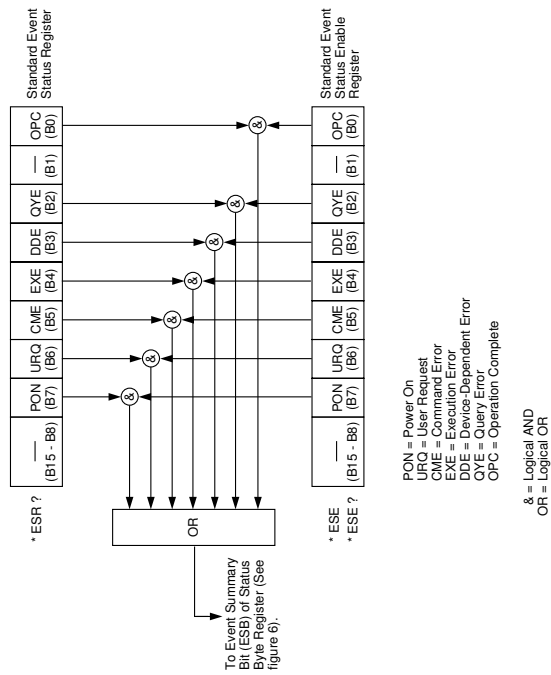 * ESR ?
—
(B15 - B8)
PON
(B7)
URQ
(B6)
CME
(B5)
EXE
(B4)
DDE
(B3)
QYE
(B2)
—
(B1)
OPC
(B0)
Standard Event
Status Register
&
&
&
&
&
&
&
OR
To Event Summary
Bit (ESB) of Status
Byte Register (See
figure 6).
* ESE
* ESE ?
—
(B15 - B8)
PON
(B7)
URQ
(B6)
CME
(B5)
EXE
(B4)
DDE
(B3)
QYE
(B2)
—
(B1)
OPC
(B0)
Standard Event
Status Enable
Register
PON = Power On
URQ = User Request
CME = Command Error
EXE = Execution Error
DDE = Device-Dependent Error
QYE = Query Error
OPC = Operation Complete
& = Logical AND
OR = Logical OR